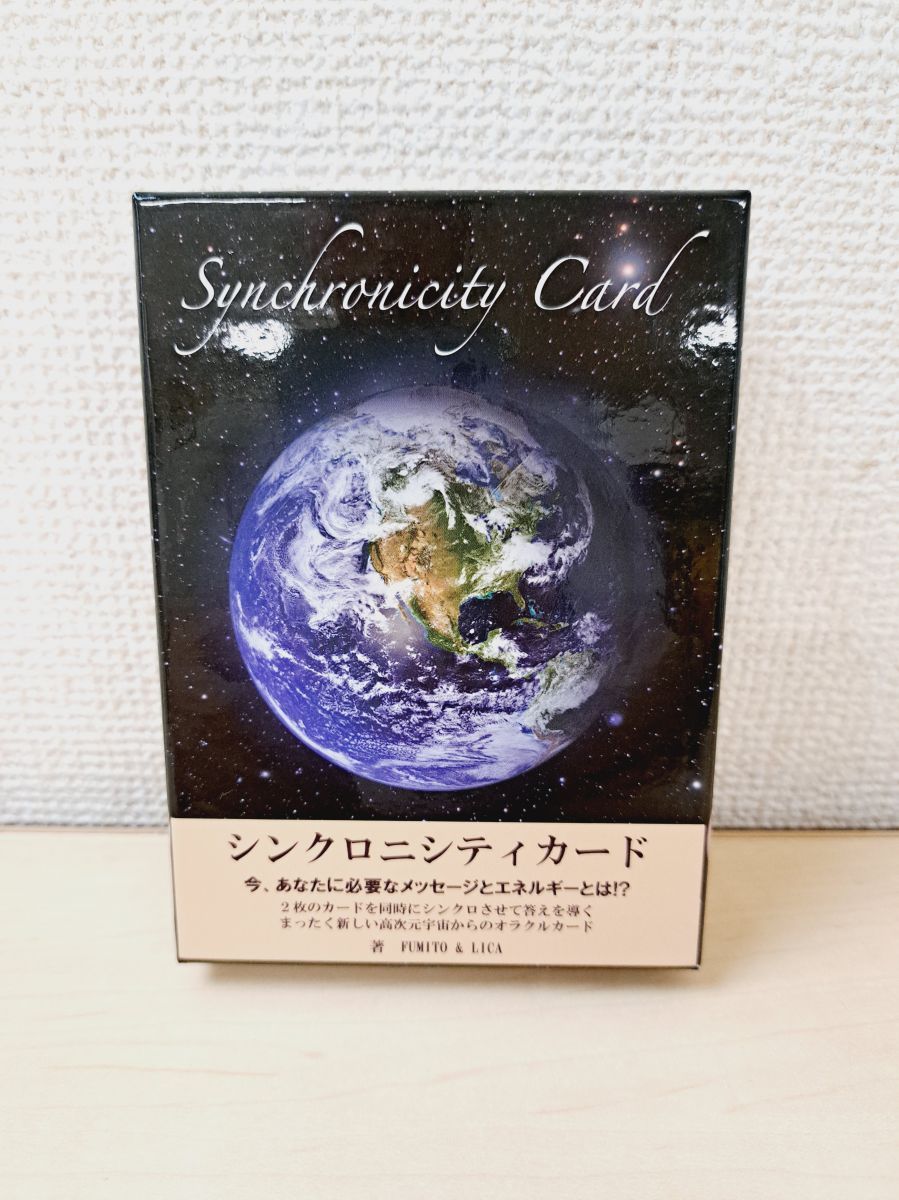 Synchronicity Card
シンクロニシティカード
今、あなたに必要なメッセージとエネルギーとは!?
2枚のカードを同時にシンクロさせて答えを導く
まったく新しい高次元宇宙からのオラクルカード
著 FUMITO & LICA